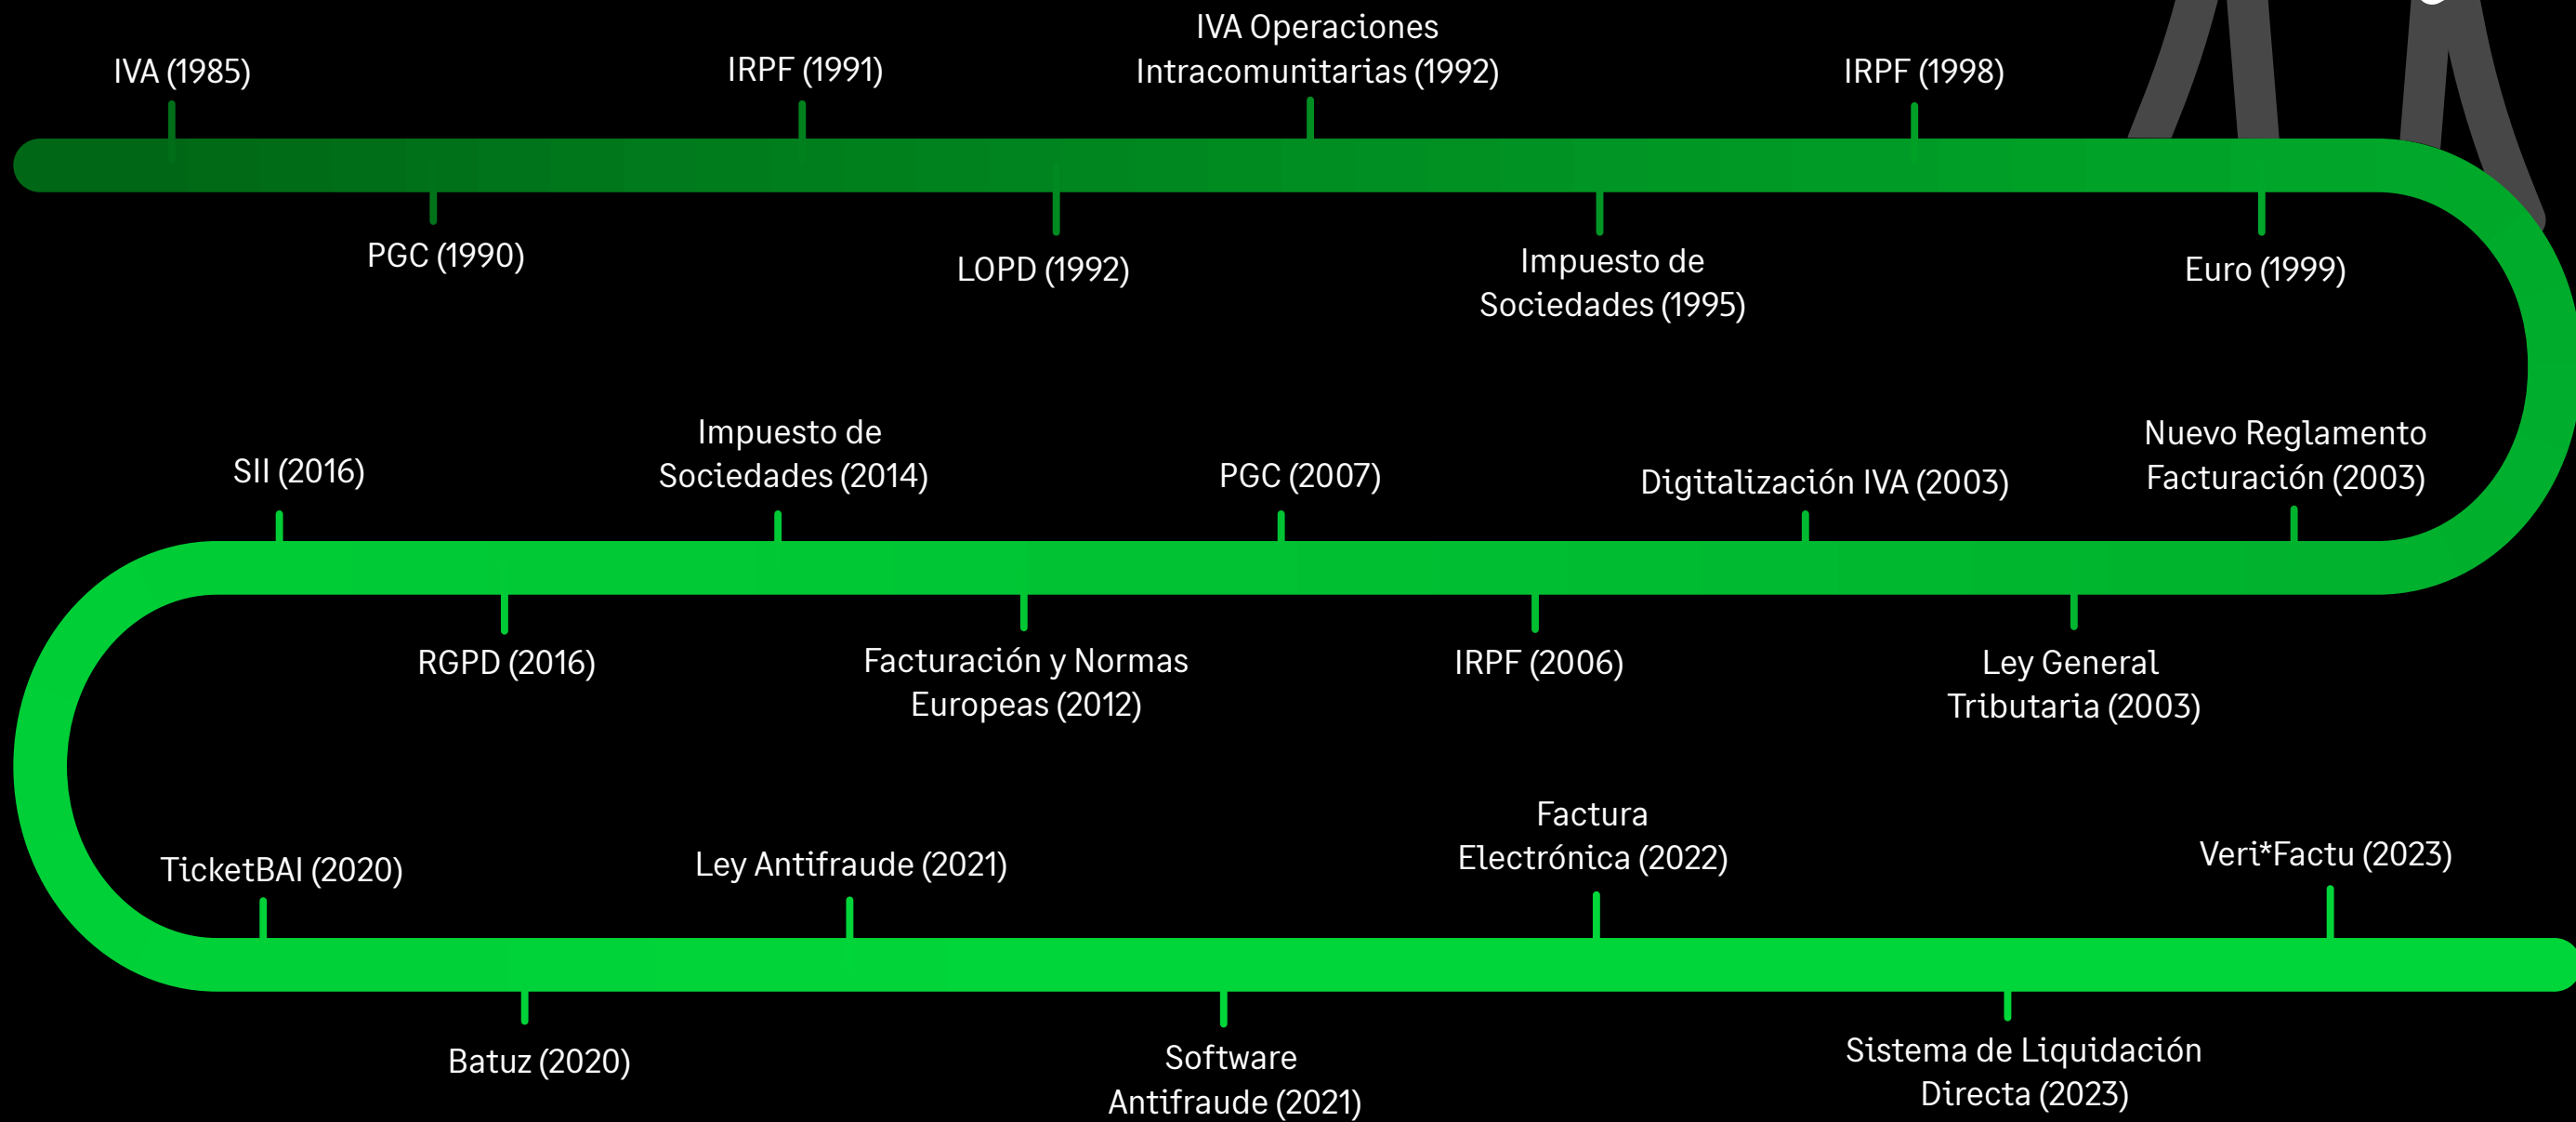 IVA Operaciones
IVA (1985)
IRPF (1991)
Intracomunitarias (1992)
IRPF (1998)
PGC (1990)
LOPD (1992)
Impuesto de
Sociedades (1995)
Euro (1999)
Nuevo Reglamento
Facturación (2003)
Digitalización IVA (2003)
PGC (2007)
Impuesto de
Sociedades (2014)
SII (2016)
Ley General
Tributaria (2003)
IRPF (2006)
Facturación y Normas
Europeas (2012)
RGPD (2016)
TicketBAI (2020)
Ley Antifraude (2021)
Factura
Electrónica (2022)
Veri*Factu (2023)
Batuz (2020)
Software
Antifraude (2021)
Sistema de Liquidación
Directa (2023)